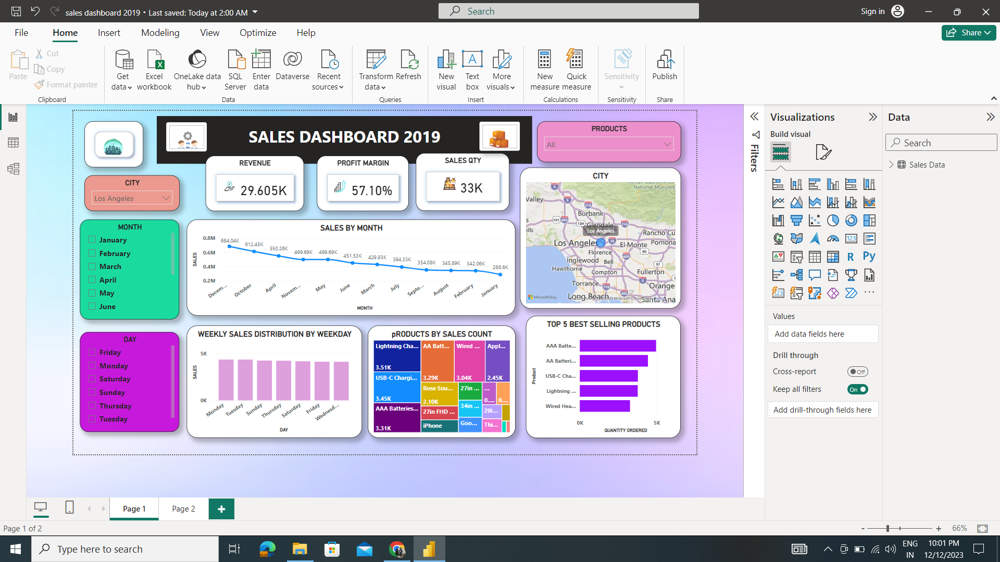 sales dashboard 2019 • Last saved: Today at 2:00 AM
Search
Sign in
File
Home
Insert
Modeling
View
Optimize
Help
Share
Paste
Cut
Copy
Format painter
Clipboard
Get data
Excel workbook
OneLake data hub
SQL Server
Enter data
Dataverse
Recent sources
Data
Transform data
Refresh
Queries
New visual
Text box
More visuals
Insert
New measure
Quick measure
Calculations
Sensitivity
Sensitivity
Publish
Share
SALES DASHBOARD 2019
PRODUCTS
All
CITY
Los Angeles
REVENUE
29.605K
PROFIT MARGIN
57.10%
SALES QTY
33K
MONTH
January
February
March
April
May
June
SALES BY MONTH
SALES
0.8M
0.6M
0.4M
0.2M
684.04K
612.45K
550.26K
499.69K
499.69K
451.53K
429.93K
394.33K
354.08K
345.89K
342.06K
288.6K
Decem...
October
April
Novem...
May
June
March
July
Septe...
August
February
January
MONTH
CITY
National Monume
Valley
Burbank
Glendale
Los Angeles
Rancho Cu
Los Angeles
El Monte
Pomona
Florence
Inglewood
Bell
Hawthorne
Compton
Fullerton
Torrance
Orange
Long Beach
Santa Ana
Microsoft Bing
DAY
Friday
Monday
Saturday
Sunday
Thursday
Tuesday
WEEKLY SALES DISTRIBUTION BY WEEKDAY
SALES
5K
0K
Monday
Tuesday
Sunday
Thursday
Saturday
Friday
Wednesd...
DAY
pRODUCTS BY SALES COUNT
Lightning Cha...
3.51K
USB-C Chargi...
3.45K
AAA Batteries...
3.31K
AA Batt...
3.29K
Wired ...
3.04K
Appl...
2.45K
Bose Sou...
2.10K
27in FHD ...
iPhone
27in ...
34in ...
Goo...
...
0....
0....
20i...
Thi...
TOP 5 BEST SELLING PRODUCTS
Product
AAA Batte...
AA Batteri...
USB-C Cha...
Lightning ...
Wired Hea...
0K
5K
QUANTITY ORDERED
Filters
Visualizations
Build visual
R
Py
123
123
Values
Add data fields here
Drill through
Cross-report
Off
Keep all filters
On
Add drill-through fields here
Data
Search
Sales Data
Page 1
Page 2
Page 1 of 2
66%
Type here to search
ENG
IN
10:01 PM
12/12/2023